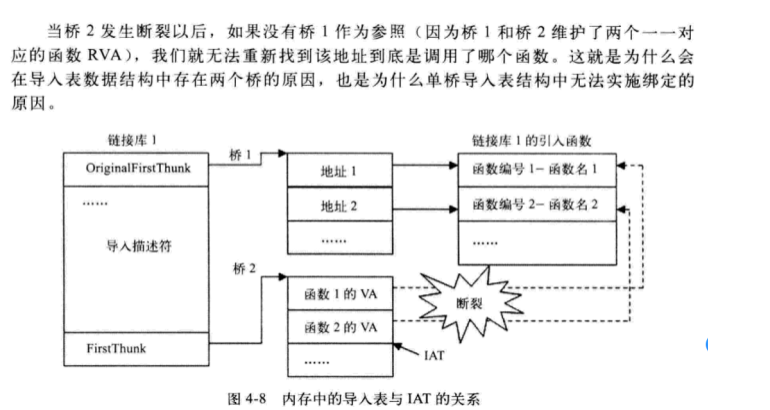 当桥 2 发生断裂以后，如果没有桥 1 作为参照（因为桥 1 和桥 2 维护了两个一一对
应的函数 RVA），我们就无法重新找到该地址到底是调用了哪个函数。这就是为什么会
在导入表数据结构中存在两个桥的原因，也是为什么单桥导入表结构中无法实施绑定的
原因。
链接库 1
链接库 1 的引入函数
桥 1
OriginalFirstThunk
地址 1
函数编号 1－函数名 1
……
地址 2
函数编号 2－函数名 2
……
……
导入描述符
桥 2
函数 1 的 VA
断裂
函数 2 的 VA
FirstThunk
……
IAT
图 4-8 内存中的导入表与 IAT 的关系